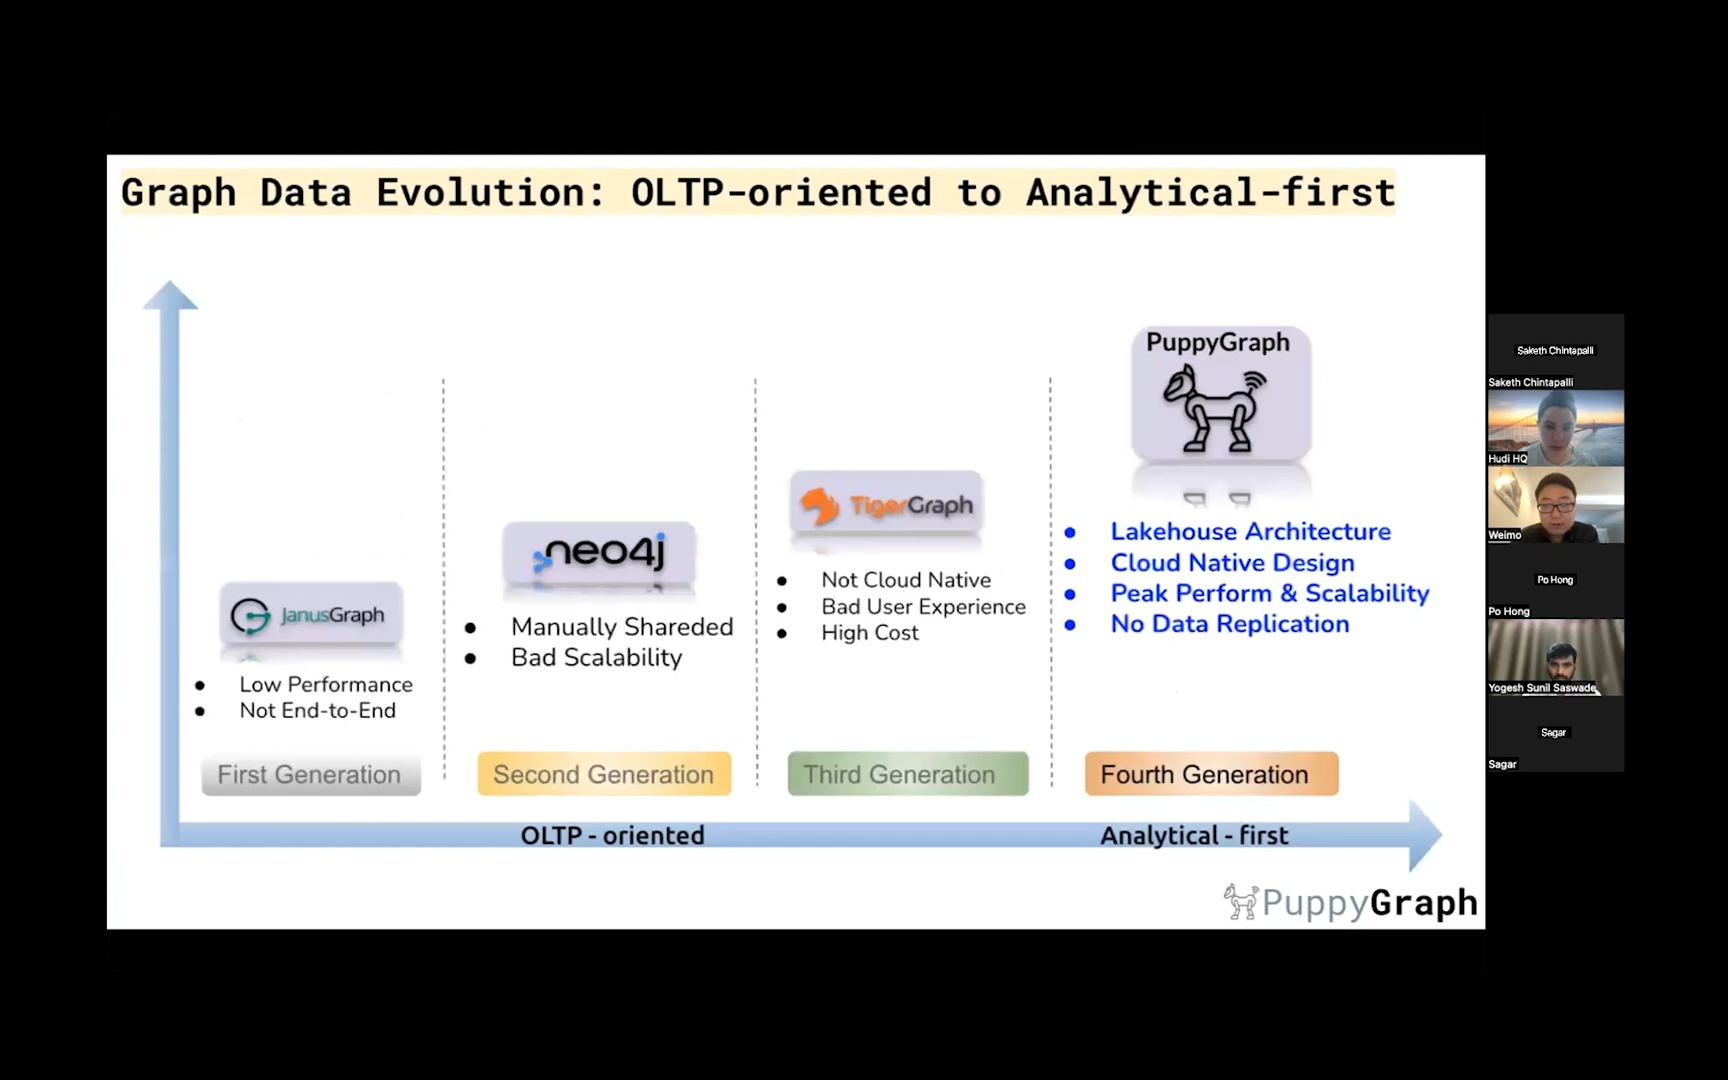 Graph Data Evolution: OLTP-oriented to Analytical-first
JanusGraph
Low Performance
Not End-to-End
First Generation
neo4j
Manually Shareded
Bad Scalability
Second Generation
TigerGraph
Not Cloud Native
Bad User Experience
High Cost
Third Generation
PuppyGraph
Lakehouse Architecture
Cloud Native Design
Peak Perform & Scalability
No Data Replication
Fourth Generation
OLTP - oriented
Analytical - first
PuppyGraph
Saketh Chintapalli
Saketh Chintapalli
Hudi HQ
Weimo
Po Hong
Po Hong
Yogesh Sunil Saswade
Sagar
Sagar